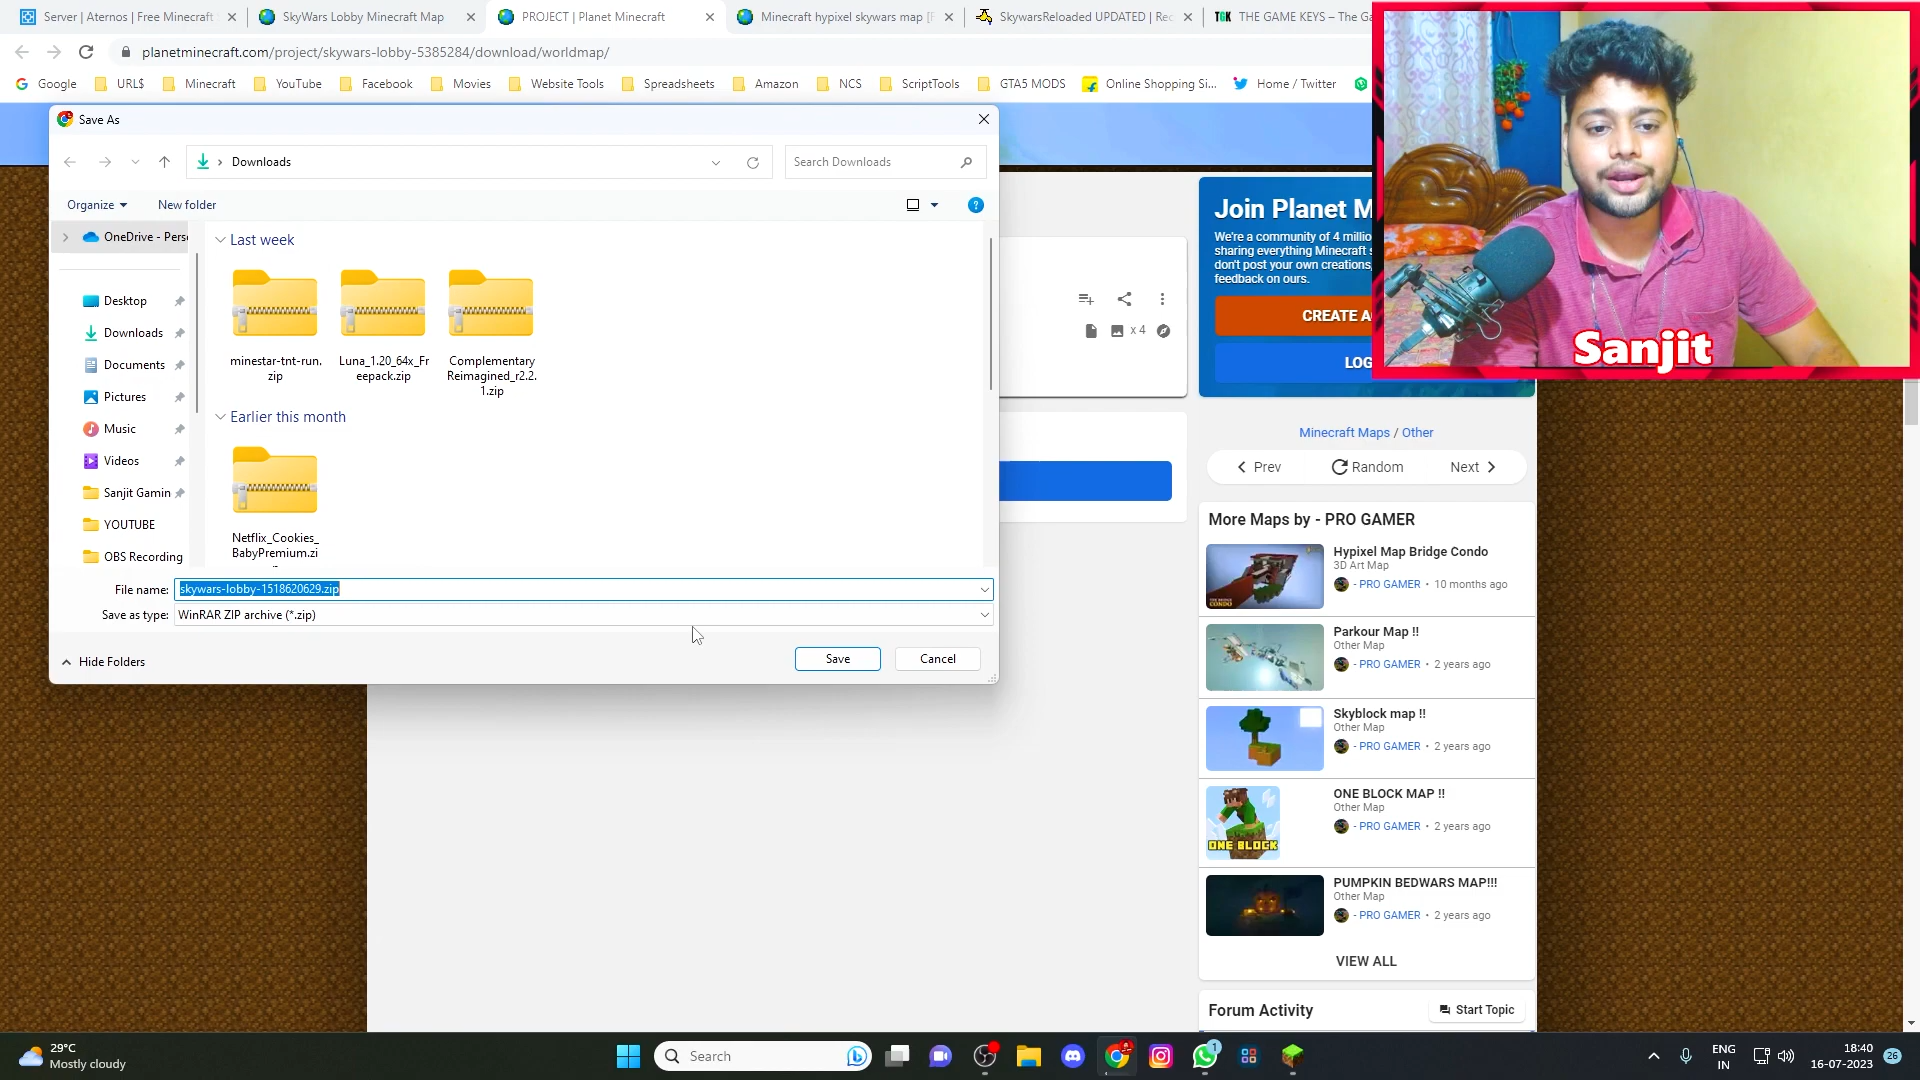 Server | Aternos | Free Minecraft
SkyWars Lobby Minecraft Map
PROJECT | Planet Minecraft
Minecraft hypixel skywars map [F
SkywarsReloaded UPDATED | Rec
TGK THE GAME KEYS – The Ga
planetminecraft.com/project/skywars-lobby-5385284/download/worldmap/
Google
URL$
Minecraft
YouTube
Facebook
Movies
Website Tools
Spreadsheets
Amazon
NCS
ScriptTools
GTA5 MODS
Online Shopping Si...
Home / Twitter
Save As
Downloads
Search Downloads
Organize
New folder
OneDrive - Perso
Desktop
Downloads
Documents
Pictures
Music
Videos
Sanjit Gamin
YOUTUBE
OBS Recording
Last week
minestar-tnt-run.
zip
Luna_1.20_64x_Fr
eepack.zip
Complementary
Reimagined_r2.2.
1.zip
Earlier this month
Netflix_Cookies_
BabyPremium.zi
File name: skywars-lobby-1518620629.zip
Save as type: WinRAR ZIP archive (*.zip)
Hide Folders
Save
Cancel
x 4
Join Planet M
We're a community of 4 millio
sharing everything Minecraft s
don't post your own creations,
feedback on ours.
CREATE A
LOG
Sanjit
Minecraft Maps / Other
Prev
Random
Next
More Maps by - PRO GAMER
THE BRIDGE
CONDO
Hypixel Map Bridge Condo
3D Art Map
- PRO GAMER • 10 months ago
Parkour Map !!
Other Map
- PRO GAMER • 2 years ago
Skyblock map !!
Other Map
- PRO GAMER • 2 years ago
ONE BLOCK
ONE BLOCK MAP !!
Other Map
- PRO GAMER • 2 years ago
PUMPKIN BEDWARS MAP!!!
Other Map
- PRO GAMER • 2 years ago
VIEW ALL
Forum Activity
Start Topic
29°C
Mostly cloudy
Search
1
ENG
IN
18:40
16-07-2023
26